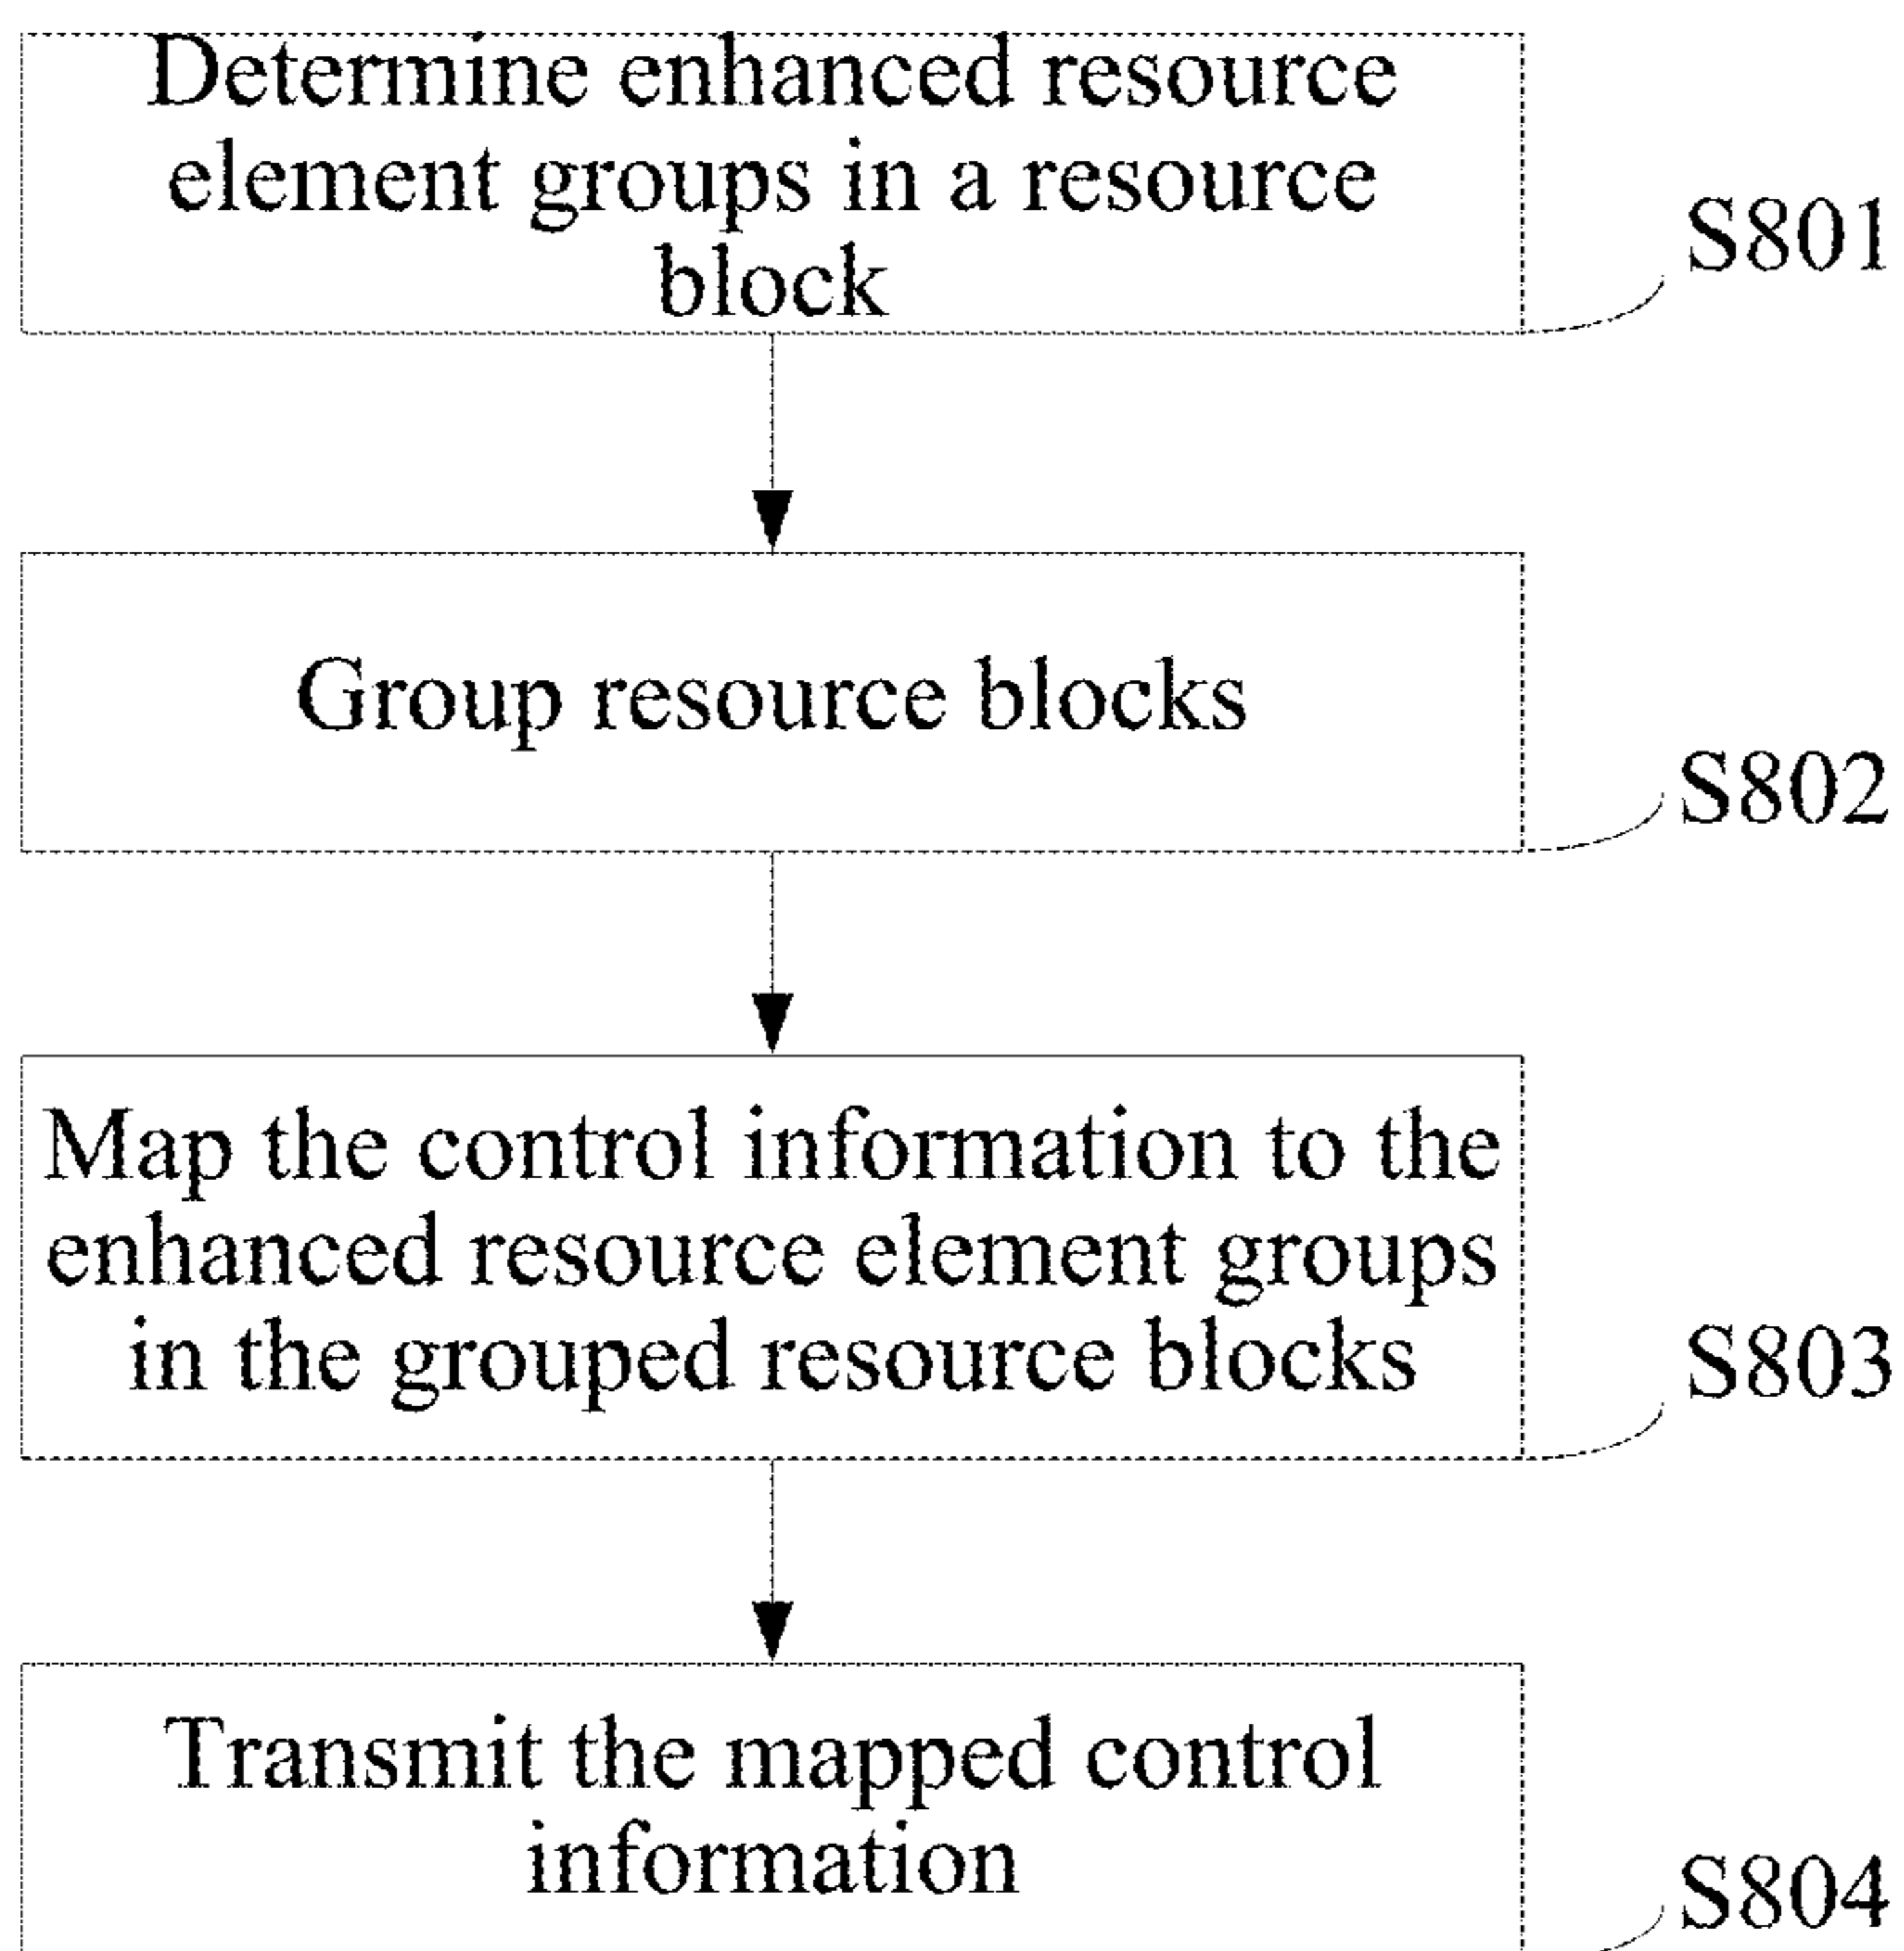 Determine enhanced resource
element groups in a resource
block
S801
Group resource blocks
S802
Map the control information to the
enhanced resource element groups
in the grouped resource blocks
S803
Transmit the mapped control
information
S804